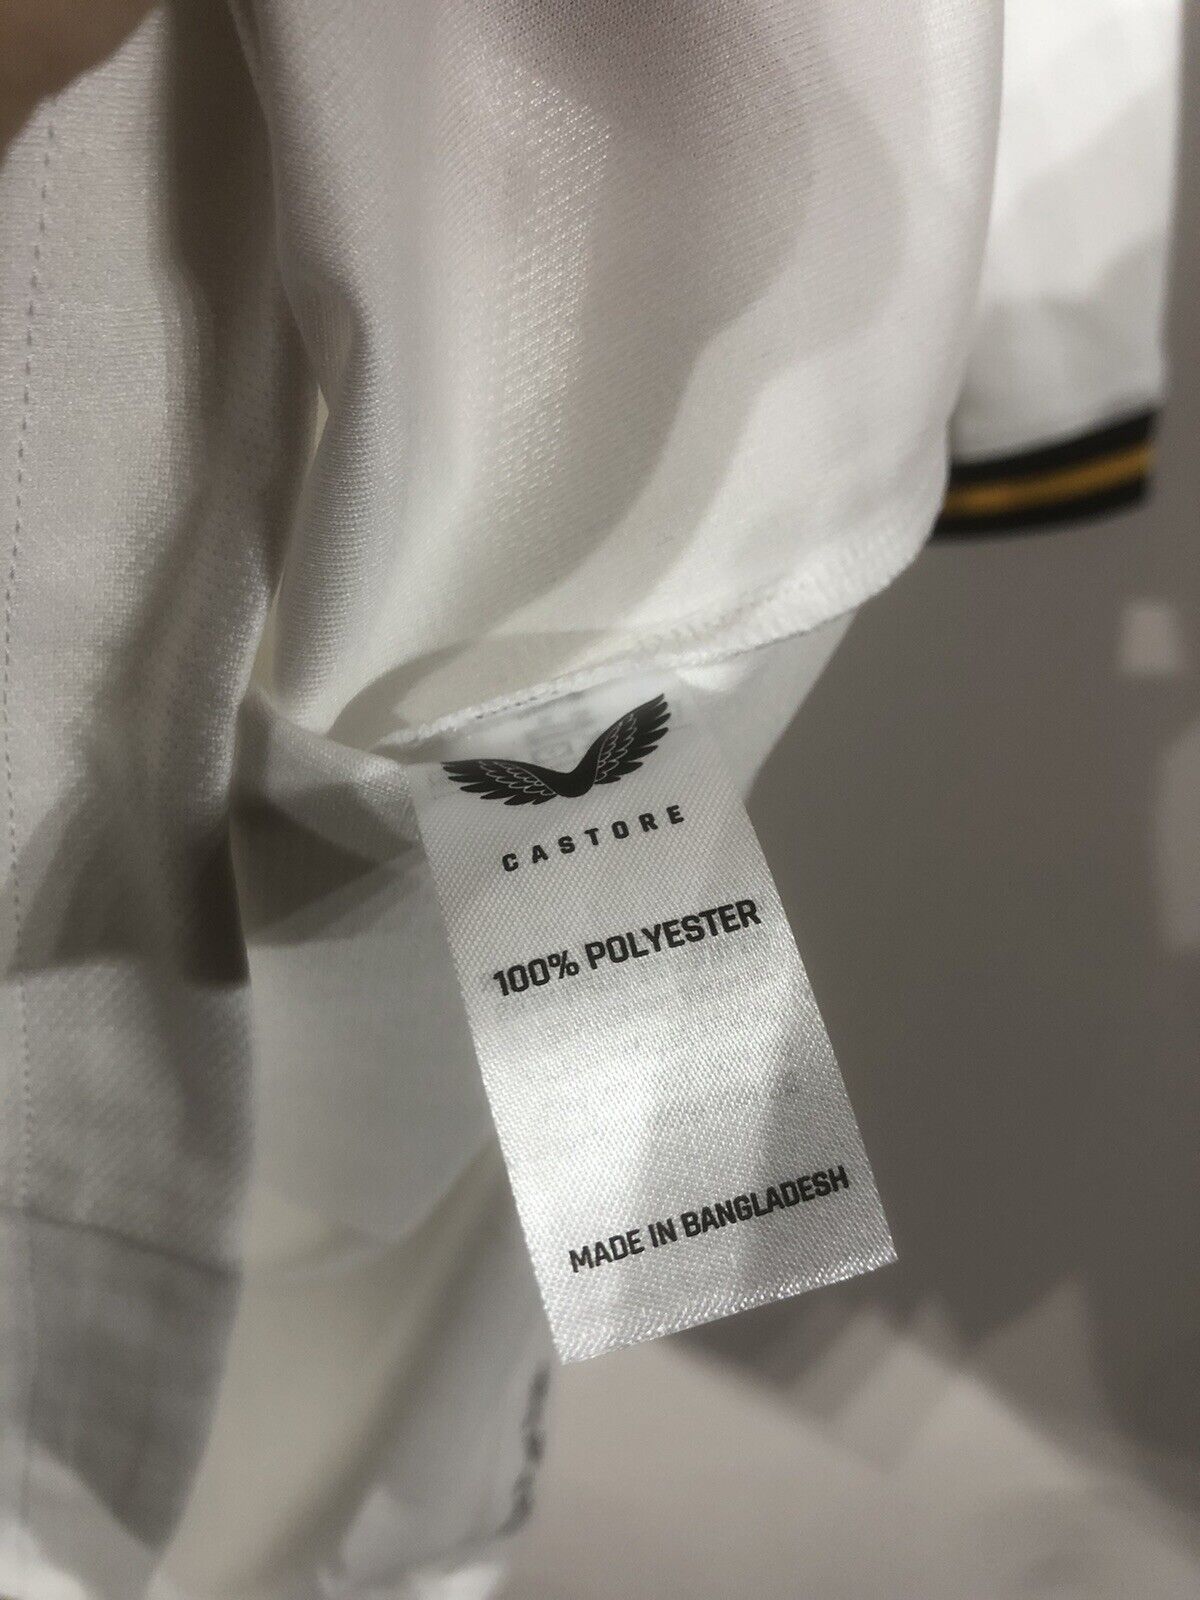 CASTORE
100% POLYESTER
MADE IN BANGLADESH